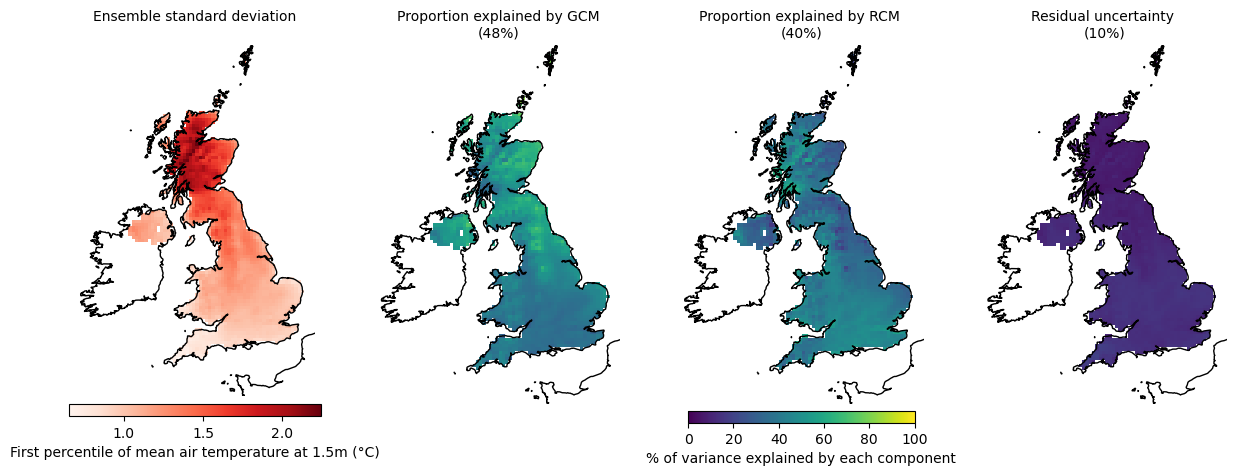 Ensemble standard deviation
Proportion explained by GCM
(48%)
Proportion explained by RCM
(40%)
Residual uncertainty
(10%)
1.0 1.5 2.0
First percentile of mean air temperature at 1.5m (°C)
0 20 40 60 80 100
% of variance explained by each component